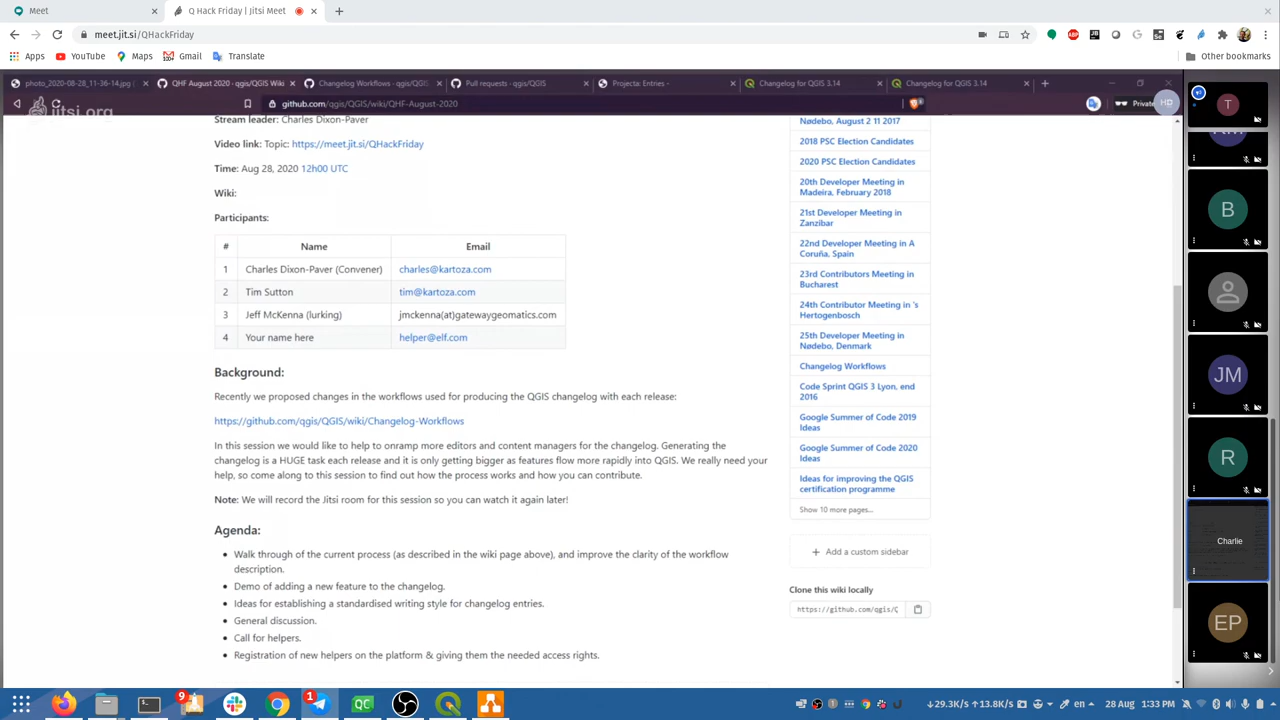 Meet
Q Hack Friday | Jitsi Meet
meet.jit.si/QHackFriday
Apps
YouTube
Maps
Gmail
Translate
Other bookmarks
photo_2020-08-28_11-36-14.jpg (
QHF August 2020 · qgis/QGIS Wiki
Changelog Workflows · qgis/QGIS
Pull requests · qgis/QGIS
Projecta: Entries -
Changelog for QGIS 3.14
Changelog for QGIS 3.14
jitsi.org
github.com/qgis/QGIS/wiki/QHF-August-2020
Private
HD
Stream leader: Charles Dixon-Paver
Video link: Topic: https://meet.jit.si/QHackFriday
Time: Aug 28, 2020 12h00 UTC
Wiki:
Participants:
# Name Email
1 Charles Dixon-Paver (Convener) charles@kartoza.com
2 Tim Sutton tim@kartoza.com
3 Jeff McKenna (lurking) jmckenna(at)gatewaygeomatics.com
4 Your name here helper@elf.com
Background:
Recently we proposed changes in the workflows used for producing the QGIS changelog with each release:
https://github.com/qgis/QGIS/wiki/Changelog-Workflows
In this session we would like to help to onramp more editors and content managers for the changelog. Generating the
changelog is a HUGE task each release and it is only getting bigger as features flow more rapidly into QGIS. We really need your
help, so come along to this session to find out how the process works and how you can contribute.
Note: We will record the Jitsi room for this session so you can watch it again later!
Agenda:
• Walk through of the current process (as described in the wiki page above), and improve the clarity of the workflow
description.
• Demo of adding a new feature to the changelog.
• Ideas for establishing a standardised writing style for changelog entries.
• General discussion.
• Call for helpers.
• Registration of new helpers on the platform & giving them the needed access rights.
Nødebo, August 2 11 2017
2018 PSC Election Candidates
2020 PSC Election Candidates
20th Developer Meeting in
Madeira, February 2018
21st Developer Meeting in
Zanzibar
22nd Developer Meeting in A
Coruña, Spain
23rd Contributors Meeting in
Bucharest
24th Contributor Meeting in 's
Hertogenbosch
25th Developer Meeting in
Nødebo, Denmark
Changelog Workflows
Code Sprint QGIS 3 Lyon, end
2016
Google Summer of Code 2019
Ideas
Google Summer of Code 2020
Ideas
Ideas for improving the QGIS
certification programme
Show 10 more pages...
+ Add a custom sidebar
Clone this wiki locally
https://github.com/qgis/Q
T
B
JM
R
Charlie
EP
9
1
29.3K/s 13.8K/s
en
28 Aug
1:33 PM